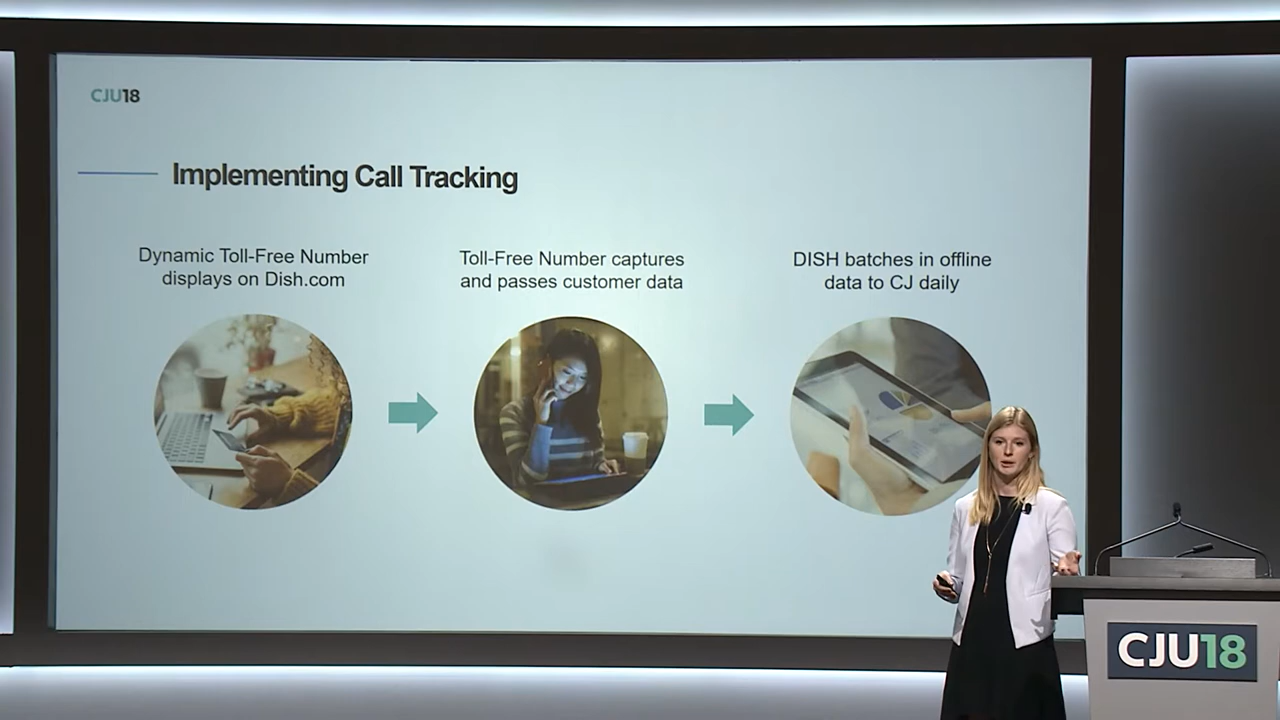 CJU18
Implementing Call Tracking
Dynamic Toll-Free Number
displays on Dish.com
Toll-Free Number captures
and passes customer data
DISH batches in offline
data to CJ daily
CJU18